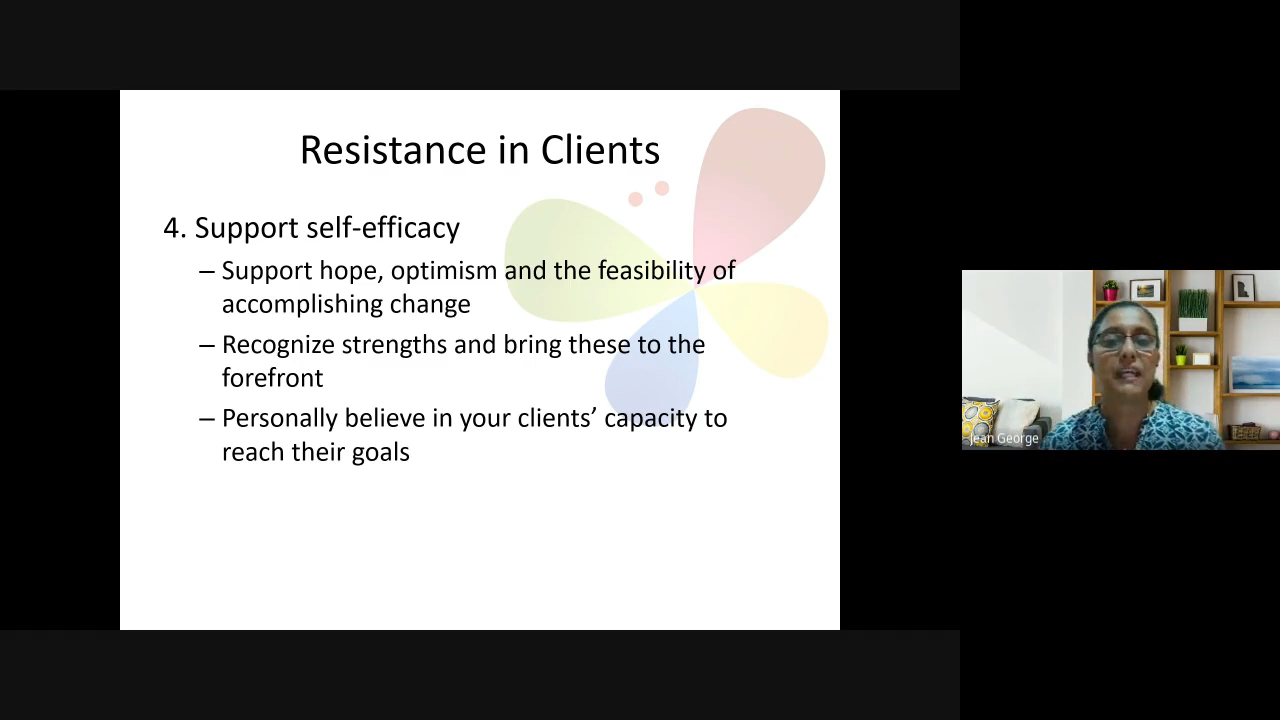 Resistance in Clients
4. Support self-efficacy
– Support hope, optimism and the feasibility of
accomplishing change
– Recognize strengths and bring these to the
forefront
– Personally believe in your clients’ capacity to
reach their goals
Jean George